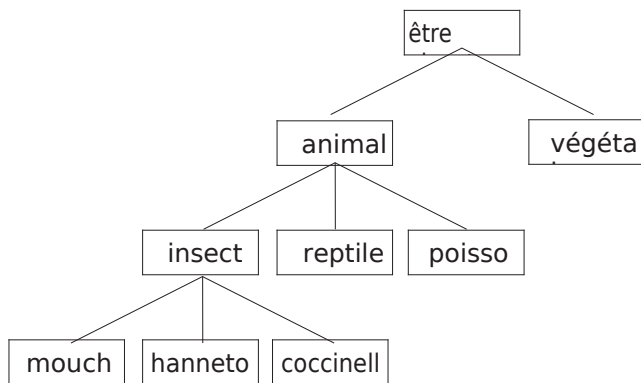 être
animal
végéta
insect
reptile
poisso
mouch
hanneto
coccinell